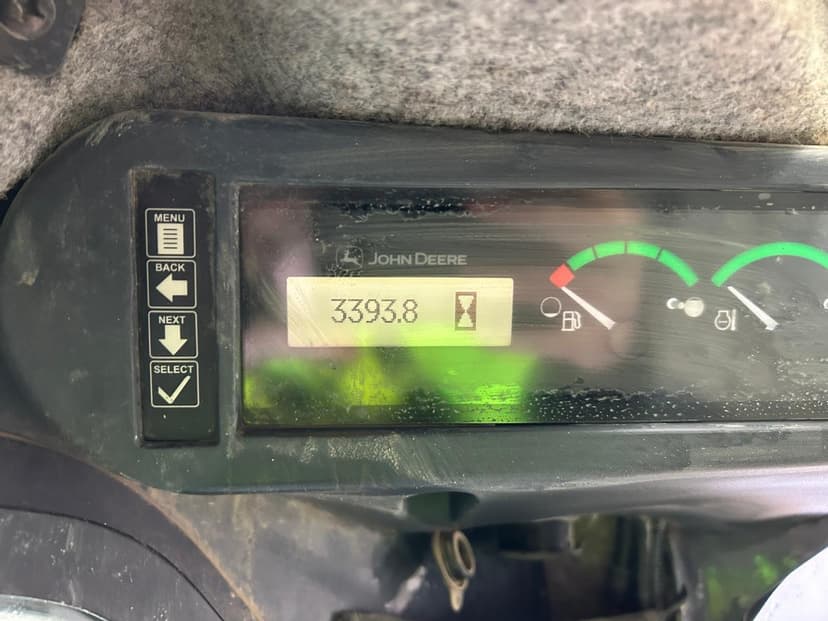 MENU
BACK
NEXT
SELECT
JOHN DEERE
3393.8